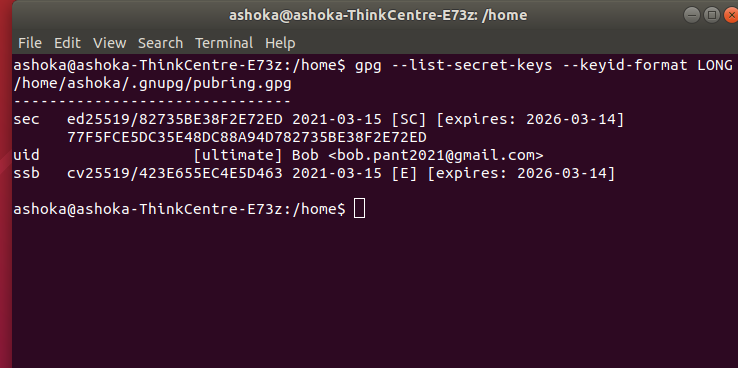 ashoka@ashoka-ThinkCentre-E73z: /home
File Edit View Search Terminal Help
ashoka@ashoka-ThinkCentre-E73z:/home$ gpg --list-secret-keys --keyid-format LONG
/home/ashoka/.gnupg/pubring.gpg
-------------------------------
sec   ed25519/82735BE38F2E72ED 2021-03-15 [SC] [expires: 2026-03-14]
      77F5FCE5DC35E48DC88A94D782735BE38F2E72ED
uid                 [ultimate] Bob <bob.pant2021@gmail.com>
ssb   cv25519/423E655EC4E5D463 2021-03-15 [E] [expires: 2026-03-14]
ashoka@ashoka-ThinkCentre-E73z:/home$